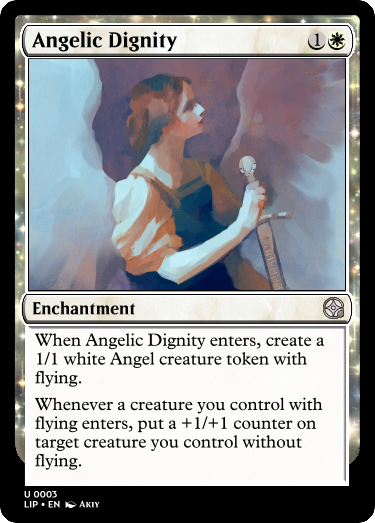 Angelic Dignity 1
Enchantment
When Angelic Dignity enters, create a
1/1 white Angel creature token with
flying.
Whenever a creature you control with
flying enters, put a +1/+1 counter on
target creature you control without
flying.
U 0003
LIP • EN Akiy